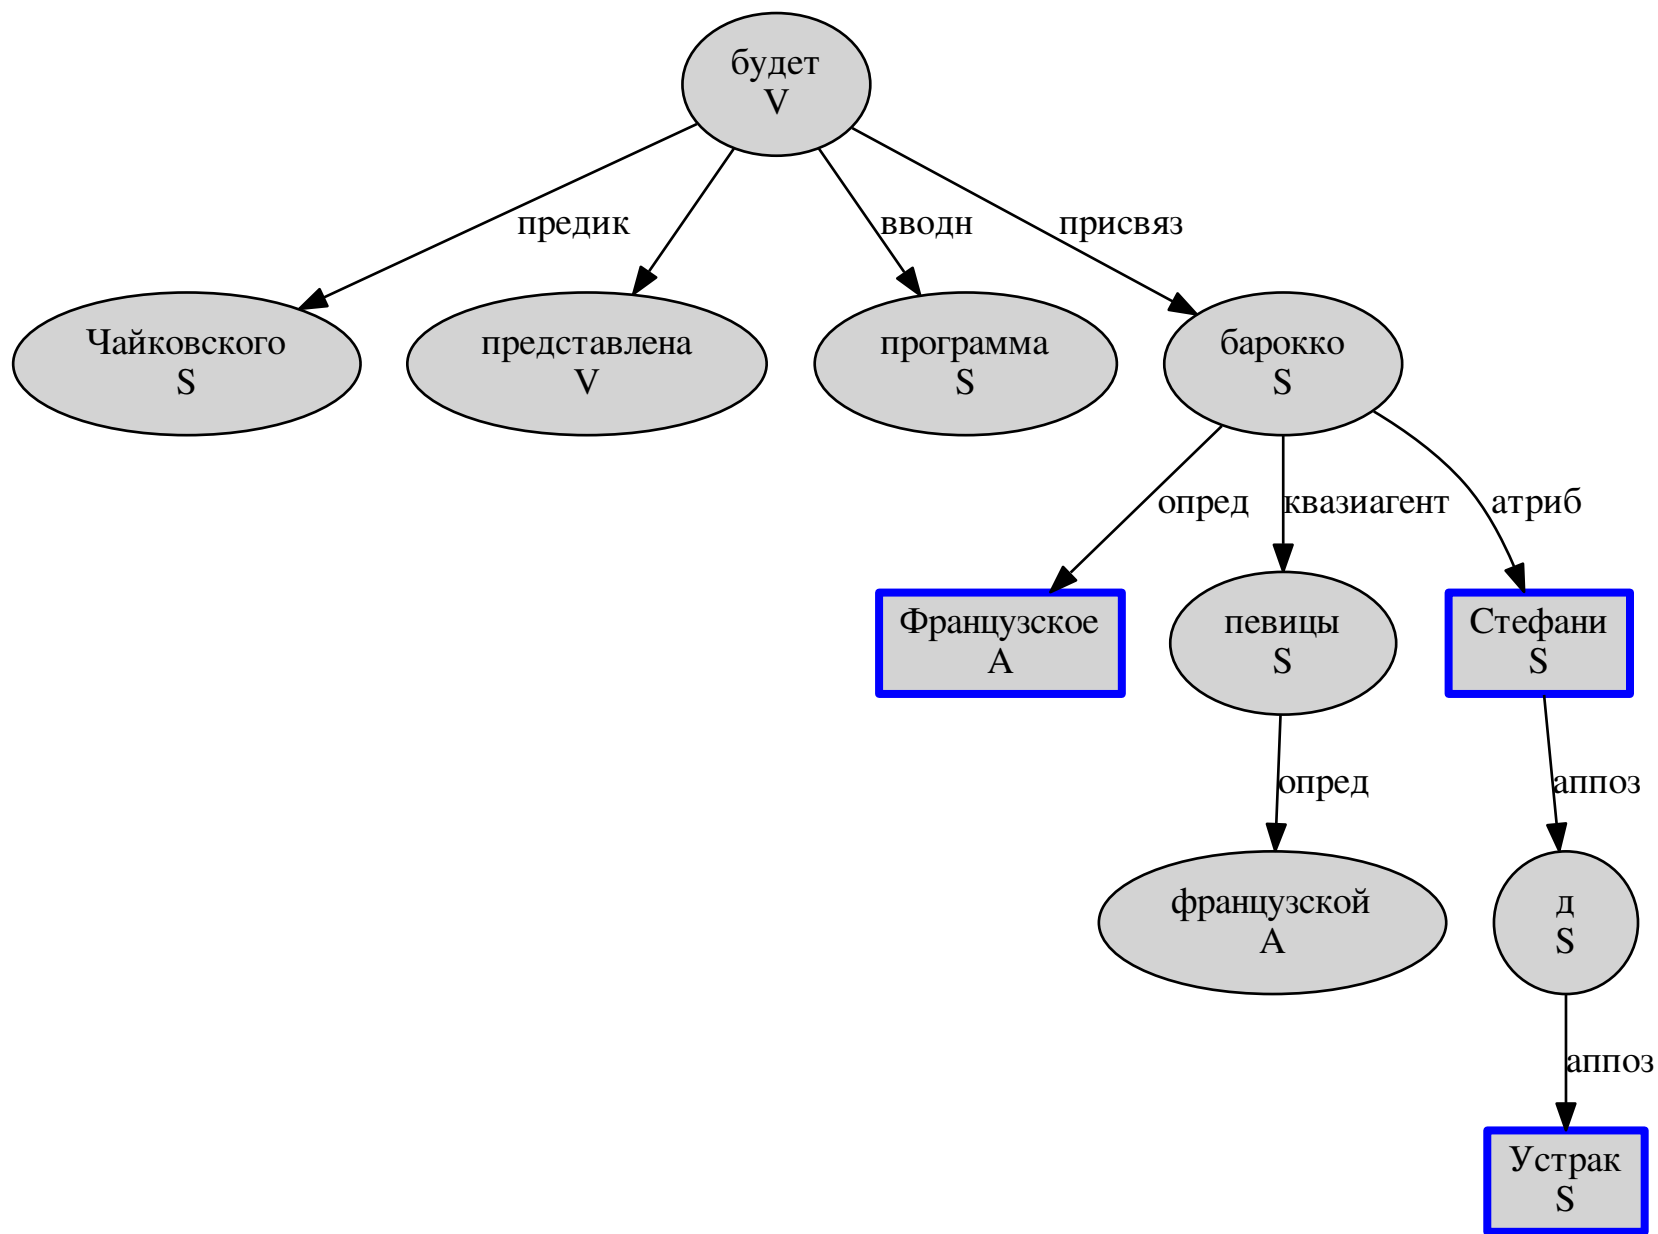 будет
V
предик
вводн
присвяз
Чайковского
S
представлена
V
программа
S
барокко
S
опред
квазиагент
атриб
Французское
A
певицы
S
Стефани
S
опред
аппоз
французской
A
д
S
аппоз
Устрак
S